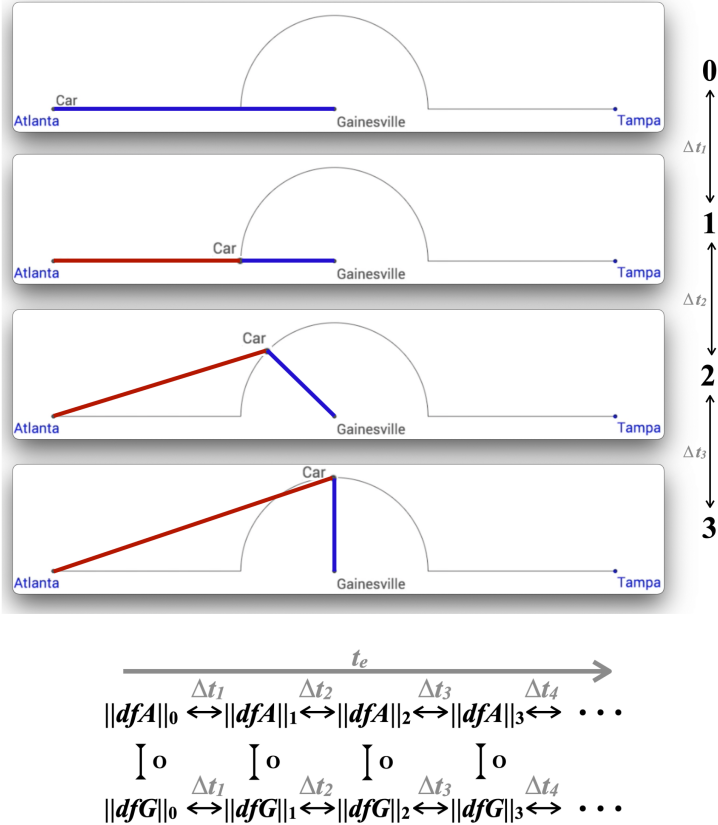 0
Car
Atlanta
Gainesville
Tampa
Δt₁
1
Car
Atlanta
Gainesville
Tampa
Δt₂
2
Car
Atlanta
Gainesville
Tampa
Δt₃
3
Car
Atlanta
Gainesville
Tampa
tₑ
Δt₁ Δt₂ Δt₃ Δt₄
||dfA||₀ ↔ ||dfA||₁ ↔ ||dfA||₂ ↔ ||dfA||₃ ↔ • • •
O O O O
Δt₁ Δt₂ Δt₃ Δt₄
||dfG||₀ ↔ ||dfG||₁ ↔ ||dfG||₂ ↔ ||dfG||₃ ↔ • • •